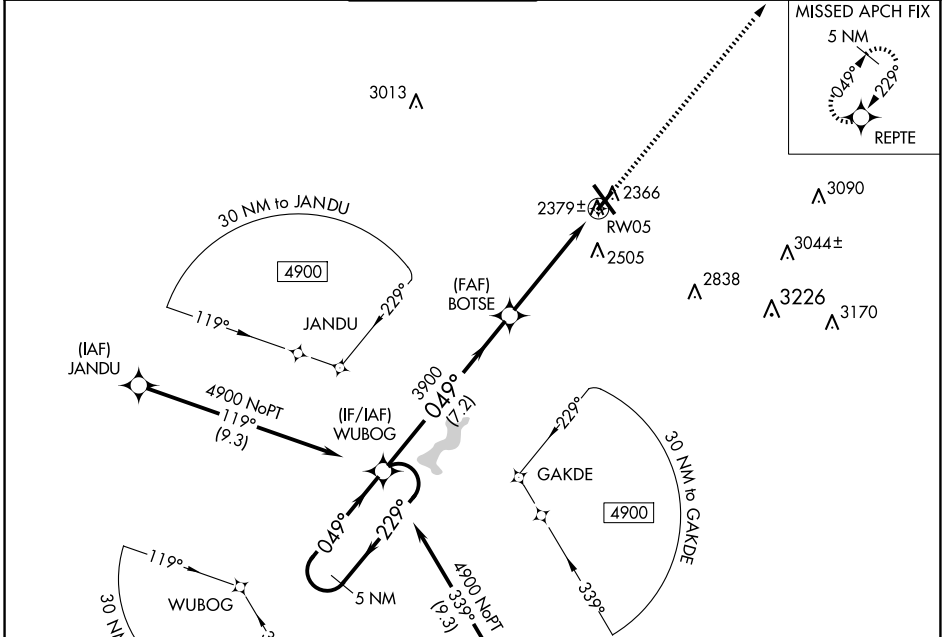 MISSED APCH FIX
5 NM
049°
229°
REPTE
3013
30 NM to JANDU
4900
119°
229°
JANDU
2366
2379±
RW05
2505
3090
3044±
2838
3226
3170
(FAF)
BOTSE
(IAF)
JANDU
4900 NoPT
119°
(9.3)
3900
049°
(7.2)
(IF/IAF)
WUBOG
049°
229°
5 NM
229°
GAKDE
30 NM to GAKDE
4900
339°
4900 NoPT
339°
(9.3)
119°
WUBOG
30 NM